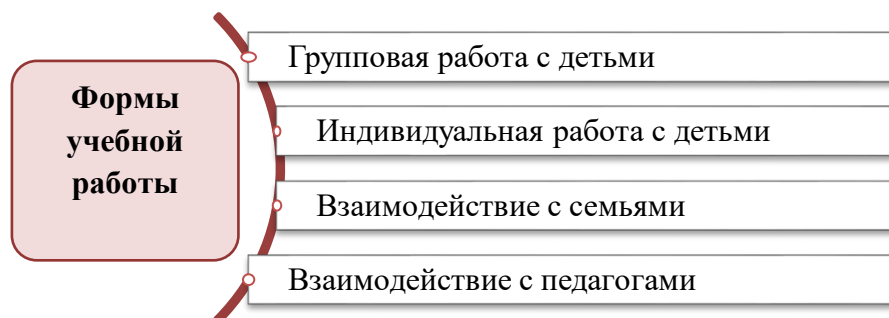 Формы
учебной
работы
Групповая работа с детьми
Индивидуальная работа с детьми
Взаимодействие с семьями
Взаимодействие с педагогами